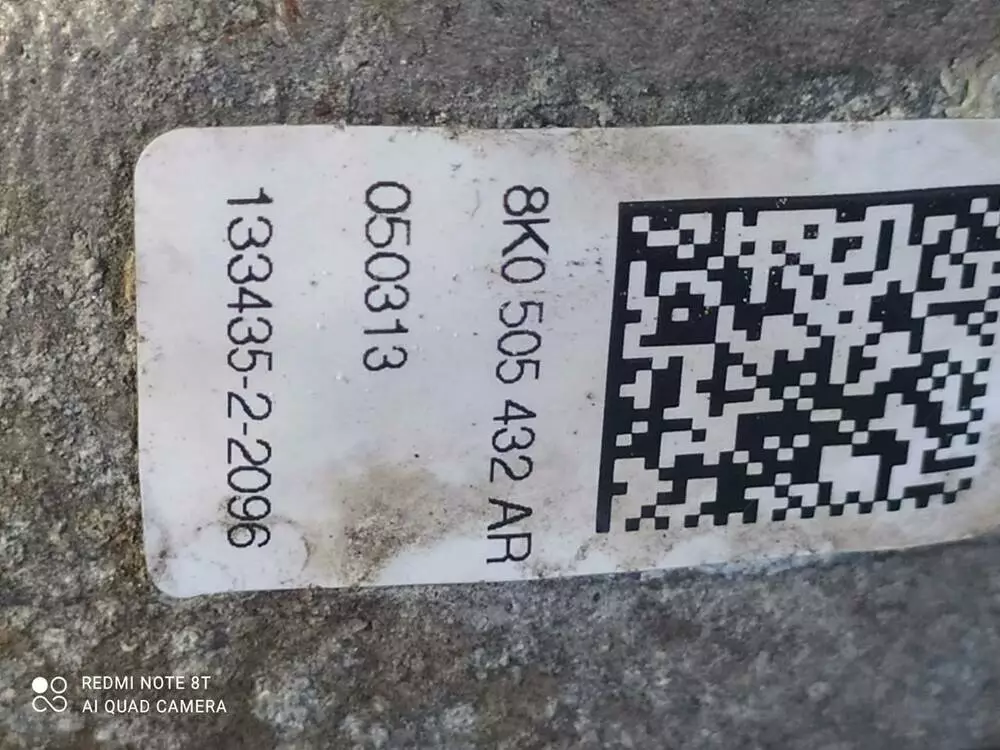 8K0 505 432 AR
050313
133435-2-2096
REDMI NOTE 8T
AI QUAD CAMERA